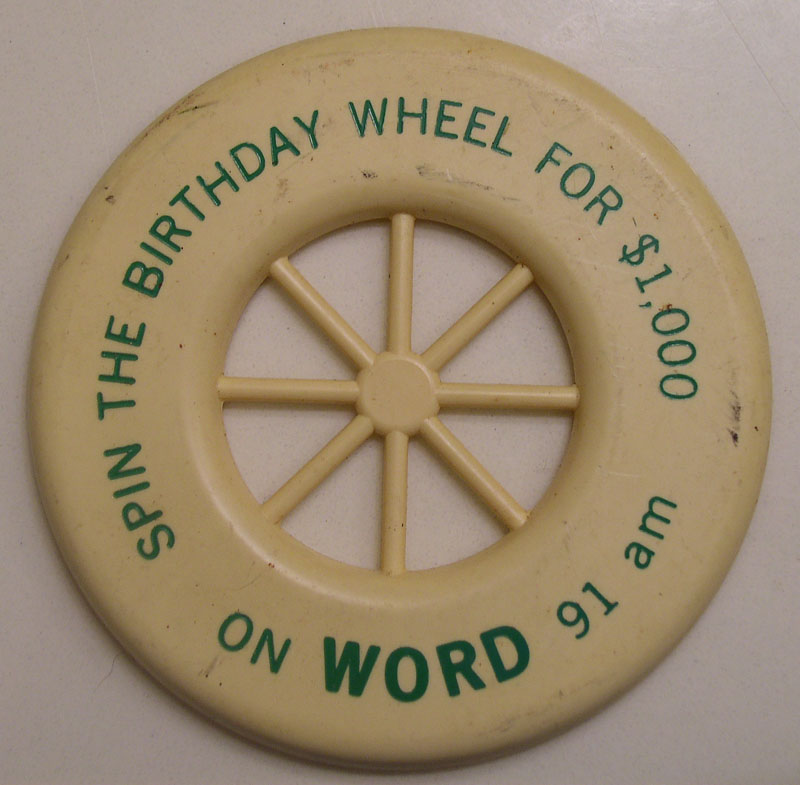 SPIN THE BIRTHDAY WHEEL FOR $1,000
ON WORD 91 am